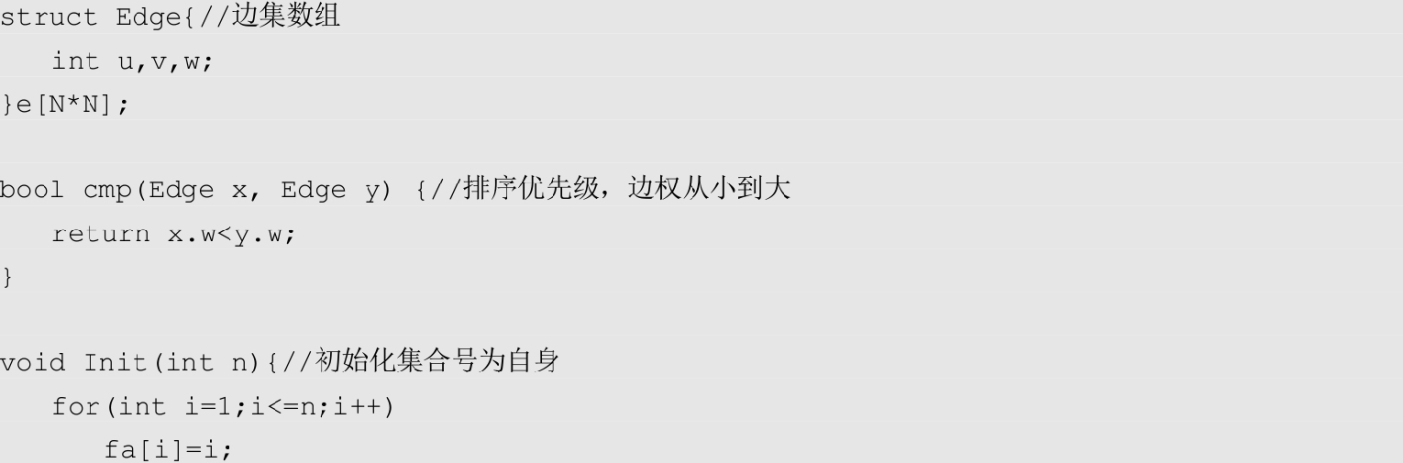 struct Edge{//边集数组
   int u,v,w;
}e[N*N];
bool cmp(Edge x, Edge y) {//排序优先级，边权从小到大
   return x.w<y.w;
}
void Init(int n){//初始化集合号为自身
   for(int i=1;i<=n;i++)
      fa[i]=i;